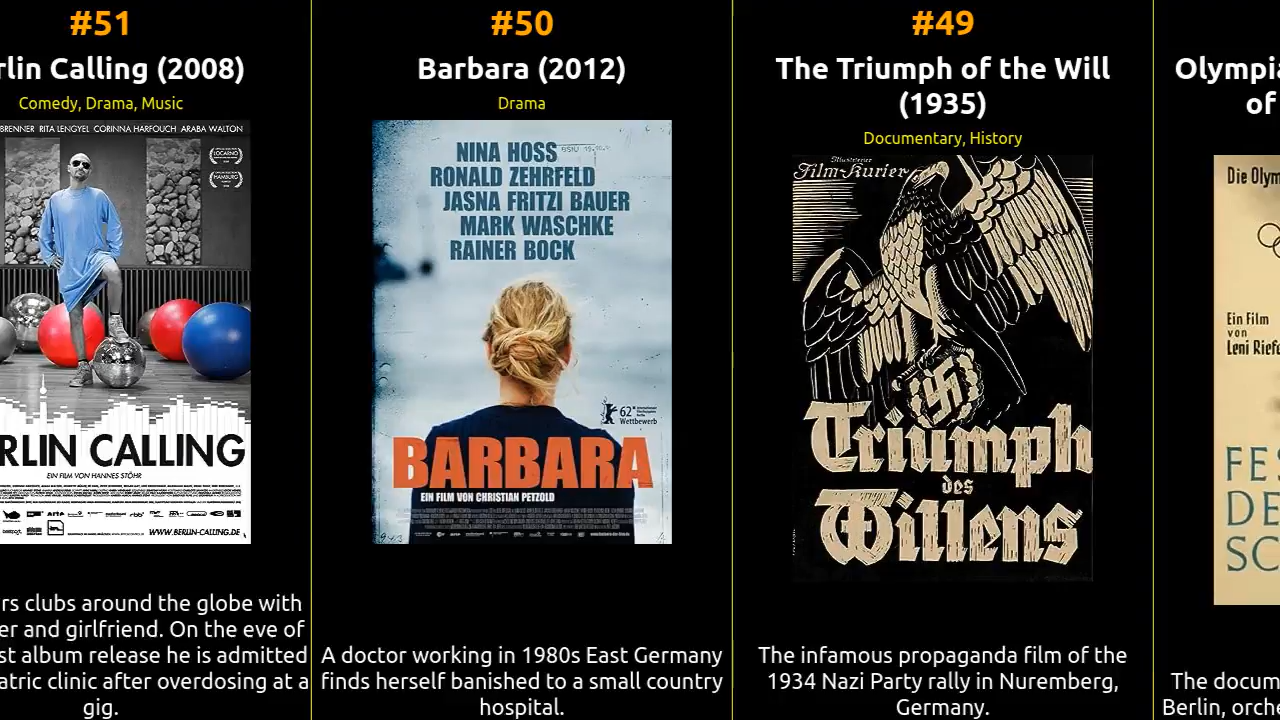 #51
rlin Calling (2008)
Comedy, Drama, Music
BRENNER RITA LENGYEL CORINNA HARFOUCH ARABA WALTON
LOCARNO
HAMBURG
RLIN CALLING
EIN FILM VON HANNES STÖHR
WWW.BERLIN-CALLING.DE
rs clubs around the globe with
er and girlfriend. On the eve of
st album release he is admitted
atric clinic after overdosing at a
gig.
#50
Barbara (2012)
Drama
NINA HOSS
RONALD ZEHRFELD
JASNA FRITZI BAUER
MARK WASCHKE
RAINER BOCK
62
Wettbewerb
BARBARA
EIN FILM VON CHRISTIAN PETZOLD
A doctor working in 1980s East Germany
finds herself banished to a small country
hospital.
#49
The Triumph of the Will
(1935)
Documentary, History
Illustrierter
Film-Kurier
Triumph
des
Willens
The infamous propaganda film of the
1934 Nazi Party rally in Nuremberg,
Germany.
Olympia
of
Die Olym
Ein Film
von
Leni Riefe
FES
DE
SC
The docum
Berlin, orche